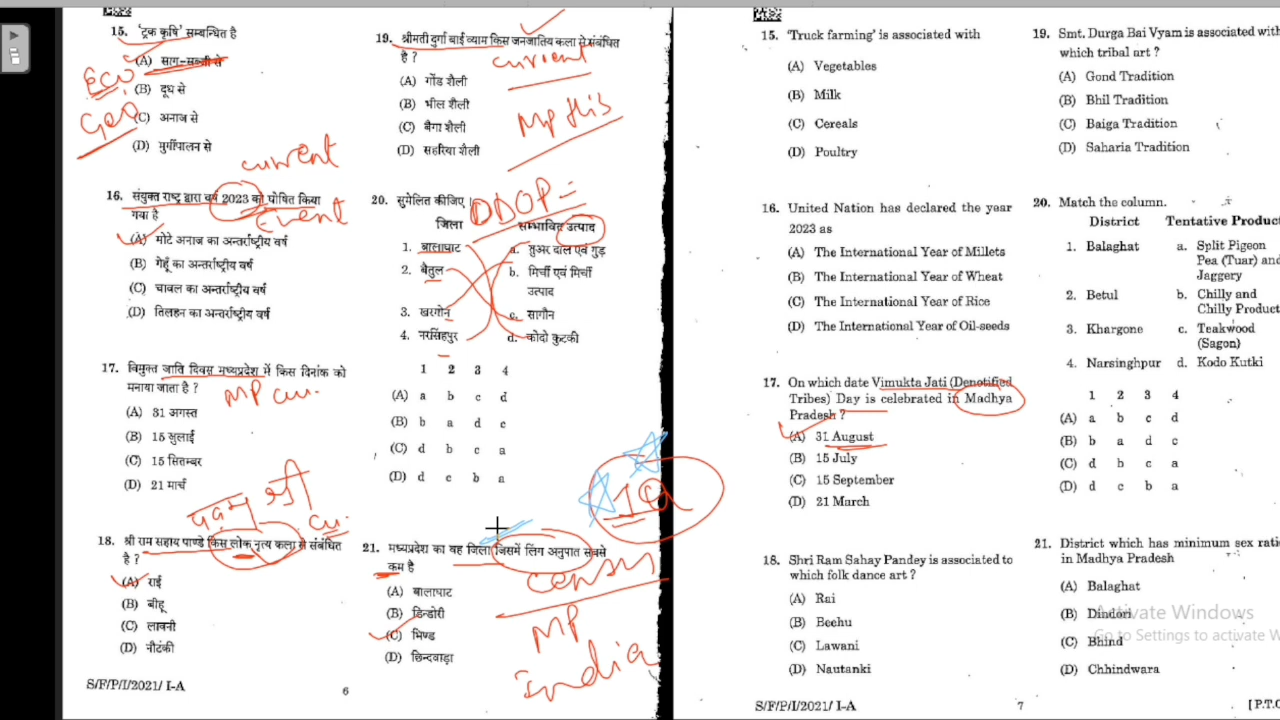 15. 'ट्रक कृषि' सम्बन्धित है
(A) साग-सब्जी से
(B) दूध से
(C) अनाज से
(D) मुर्गीपालन से
Eco
Geo
current
16. संयुक्त राष्ट्र द्वारा वर्ष 2023 को घोषित किया
गया है
Event
(A) मोटे अनाज का अन्तर्राष्ट्रीय वर्ष
(B) गेहूँ का अन्तर्राष्ट्रीय वर्ष
(C) चावल का अन्तर्राष्ट्रीय वर्ष
(D) तिलहन का अन्तर्राष्ट्रीय वर्ष
17. विमुक्त जाति दिवस मध्यप्रदेश में किस दिनांक को
मनाया जाता है ?
MP cu.
(A) 31 अगस्त
(B) 15 जुलाई
(C) 15 सितम्बर
(D) 21 मार्च
पद्म श्री
cu.
18. श्री राम सहाय पाण्डे किस लोक नृत्य कला से संबंधित
है ?
(A) राई
(B) बीहू
(C) लावनी
(D) नौटंकी
S/F/P/I/2021/ I-A
6
19. श्रीमती दुर्गा बाई व्याम किस जनजातिय कला से संबंधित
है ?
current
(A) गोंड शैली
(B) भील शैली
(C) बैगा शैली
(D) सहरिया शैली
MP His
20. सुमेलित कीजिए ।
जिला सम्भावित उत्पाद
1. बालाघाट a. तुअर दाल एवं गुड़
2. बैतुल b. मिर्ची एवं मिर्ची
उत्पाद
3. खरगोन c. सागौन
4. नरसिंहपुर d. कोदो कुटकी
1 2 3 4
(A) a b c d
(B) b a d c
(C) d b c a
(D) d c b a
21. मध्यप्रदेश का वह जिला जिसमें लिंग अनुपात सबसे
कम है
census
(A) बालाघाट
(B) डिन्डोरी
(C) भिण्ड
(D) छिन्दवाड़ा
MP
india
15. 'Truck farming' is associated with
(A) Vegetables
(B) Milk
(C) Cereals
(D) Poultry
16. United Nation has declared the year
2023 as
(A) The International Year of Millets
(B) The International Year of Wheat
(C) The International Year of Rice
(D) The International Year of Oil-seeds
17. On which date Vimukta Jati (Denotified
Tribes) Day is celebrated in Madhya
Pradesh ?
(A) 31 August
(B) 15 July
(C) 15 September
(D) 21 March
18. Shri Ram Sahay Pandey is associated to
which folk dance art ?
(A) Rai
(B) Beehu
(C) Lawani
(D) Nautanki
S/F/P/I/2021/ I-A
7
19. Smt. Durga Bai Vyam is associated with
which tribal art ?
(A) Gond Tradition
(B) Bhil Tradition
(C) Baiga Tradition
(D) Saharia Tradition
20. Match the column.
District Tentative Produc
1. Balaghat a. Split Pigeon
Pea (Tuar) and
Jaggery
2. Betul b. Chilly and
Chilly Product
3. Khargone c. Teakwood
(Sagon)
4. Narsinghpur d. Kodo Kutki
1 2 3 4
(A) a b c d
(B) b a d c
(C) d b c a
(D) d c b a
21. District which has minimum sex rati
in Madhya Pradesh
(A) Balaghat
(B) Dindori
(C) Bhind
(D) Chhindwara
[ P.T.O
Activate Windows
Go to Settings to activate W